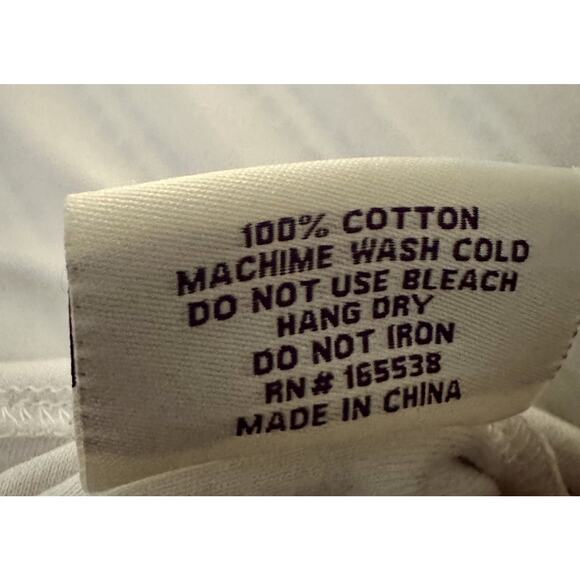 100% COTTON
MACHIME WASH COLD
DO NOT USE BLEACH
HANG DRY
DO NOT IRON
RN# 165538
MADE IN CHINA